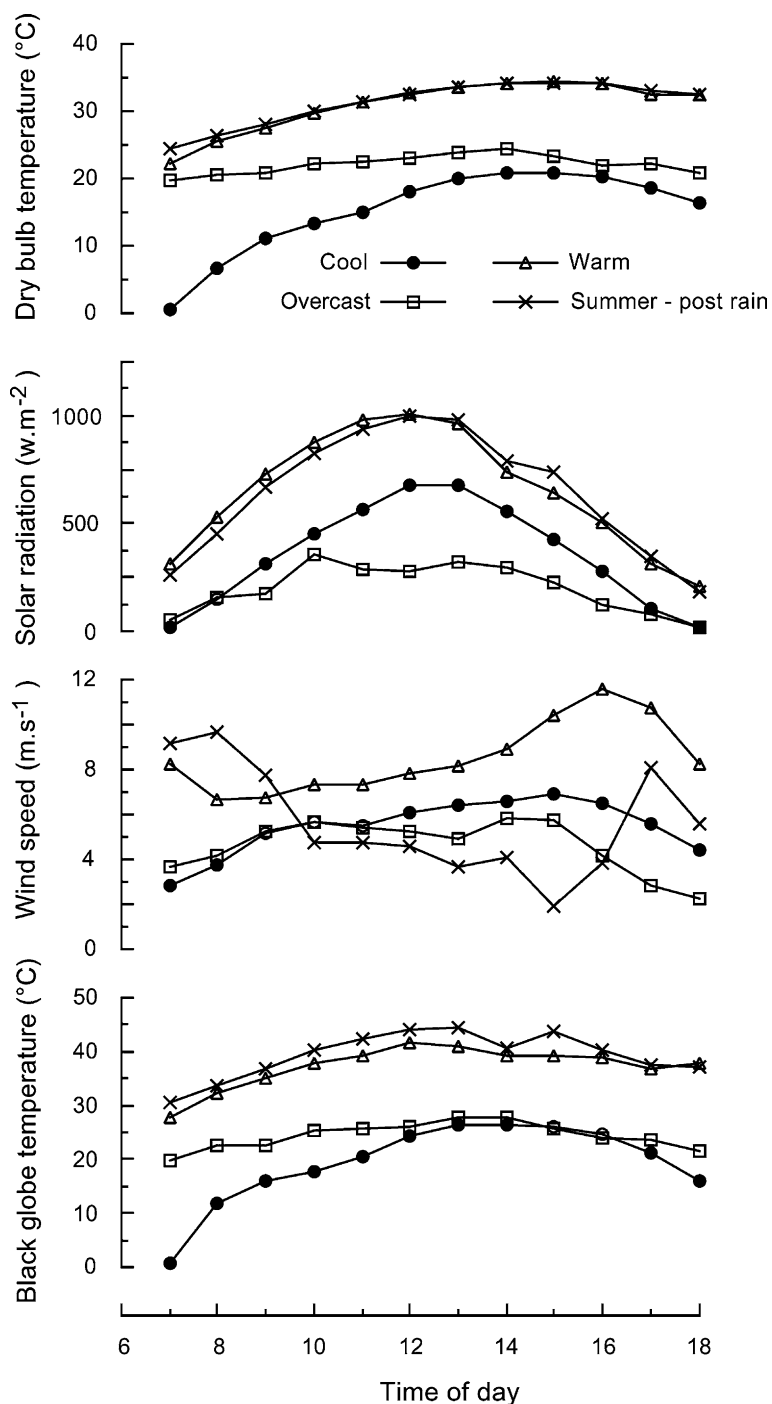 Dry bulb temperature (°C)
40
30
20
10
0
Cool
Warm
Overcast
Summer - post rain
Solar radiation (w.m-2)
1000
500
0
Wind speed (m.s-1 )
12
8
4
0
Black globe temperature (°C)
50
40
30
20
10
0
6 8 10 12 14 16 18
Time of day